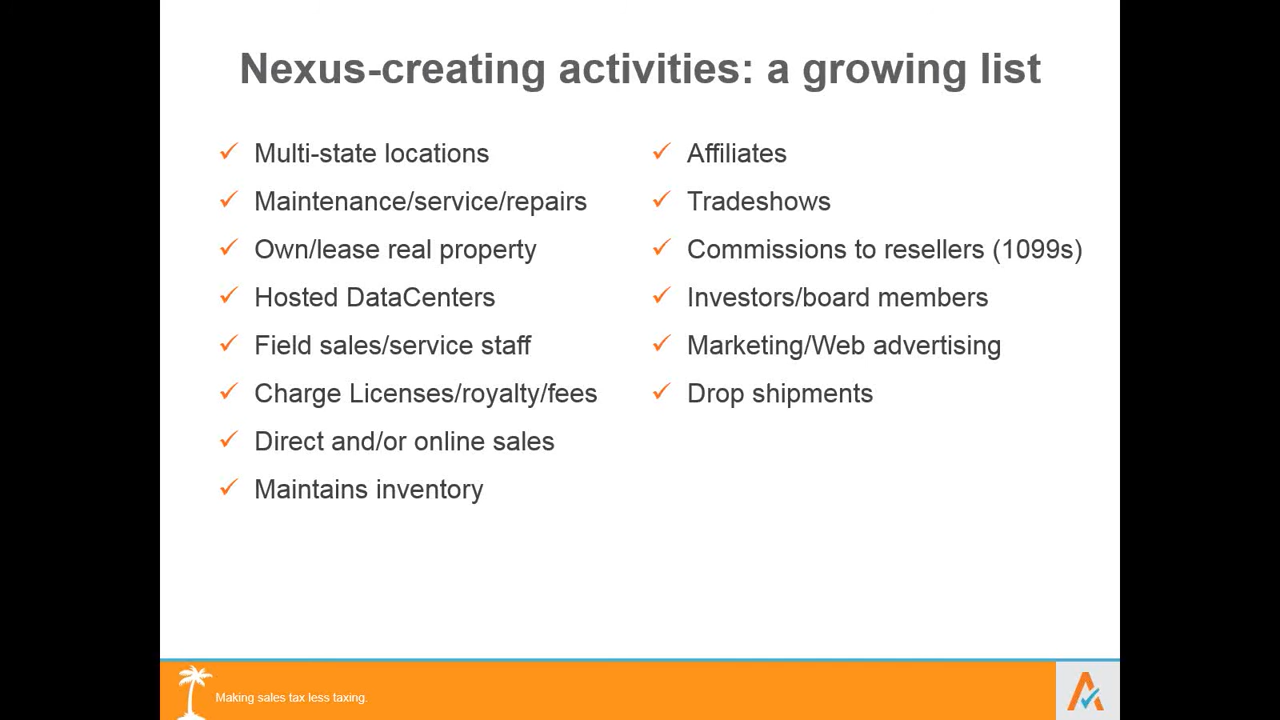 Nexus-creating activities: a growing list
Multi-state locations
Maintenance/service/repairs
Own/lease real property
Hosted DataCenters
Field sales/service staff
Charge Licenses/royalty/fees
Direct and/or online sales
Maintains inventory
Affiliates
Tradeshows
Commissions to resellers (1099s)
Investors/board members
Marketing/Web advertising
Drop shipments
Making sales tax less taxing.